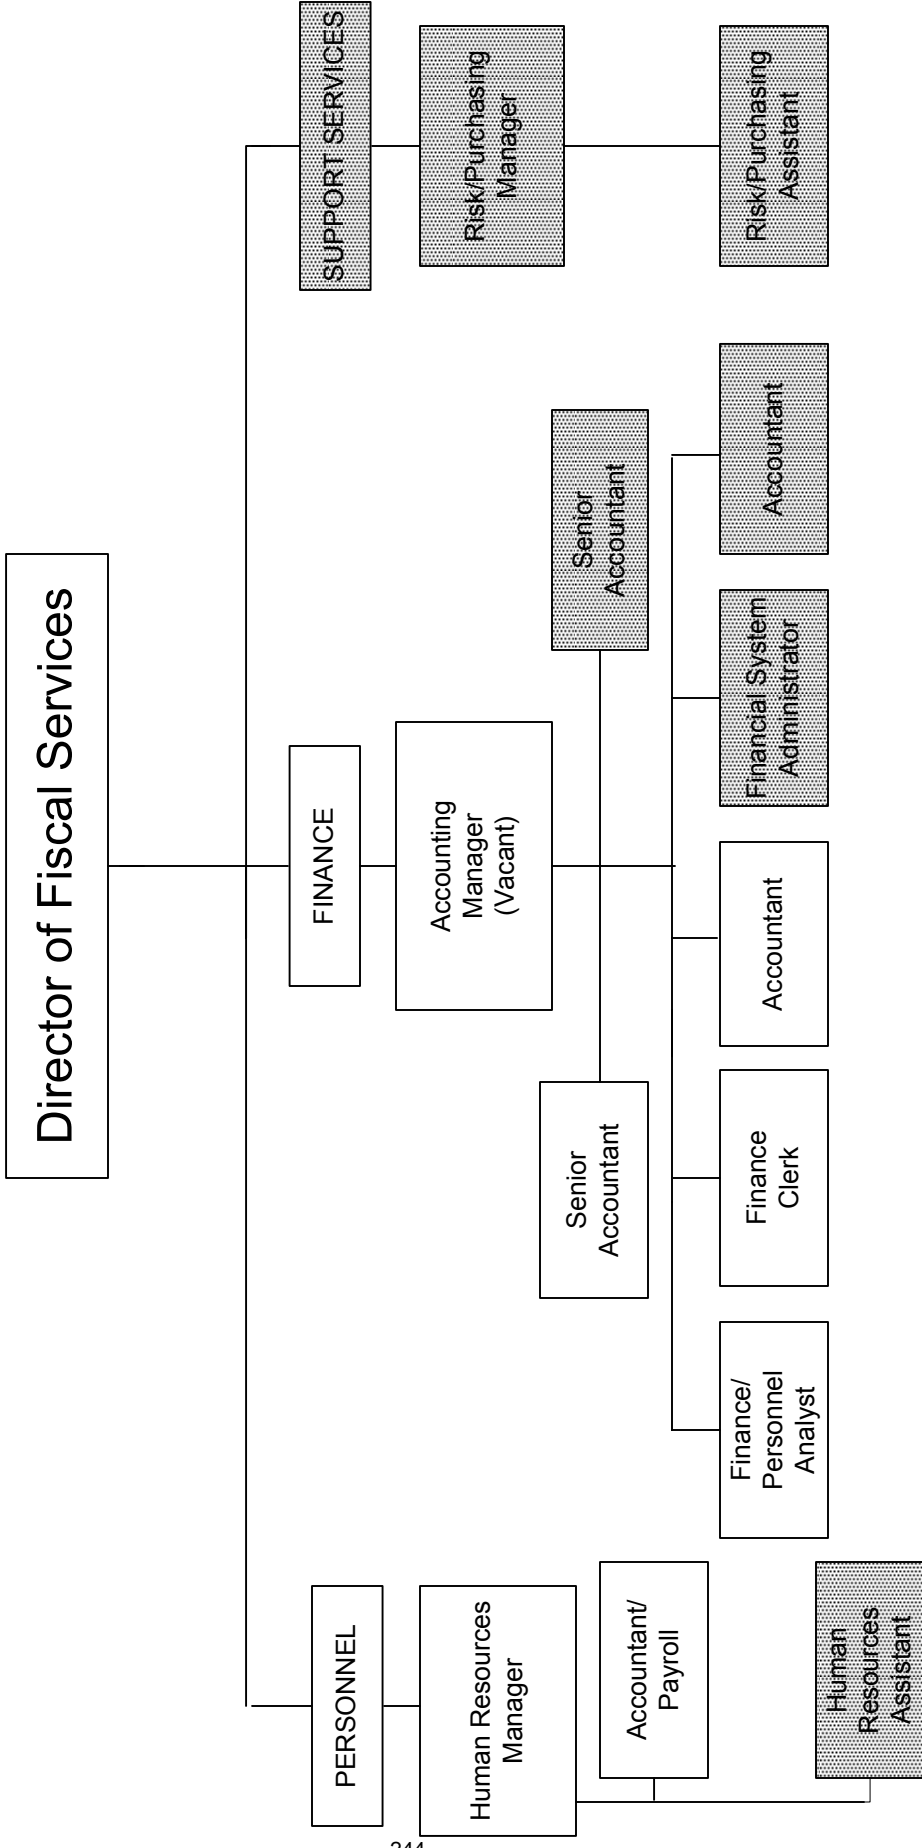 Director of Fiscal Services
PERSONNEL
FINANCE
SUPPORT SERVICES
Human Resources
Manager
Accounting
Manager
(Vacant)
Risk/Purchasing
Manager
Senior
Accountant
Senior
Accountant
Accountant/
Payroll
Finance/
Personnel
Analyst
Finance
Clerk
Accountant
Financial System
Administrator
Accountant
Risk/Purchasing
Assistant
Human
Resources
Assistant
244